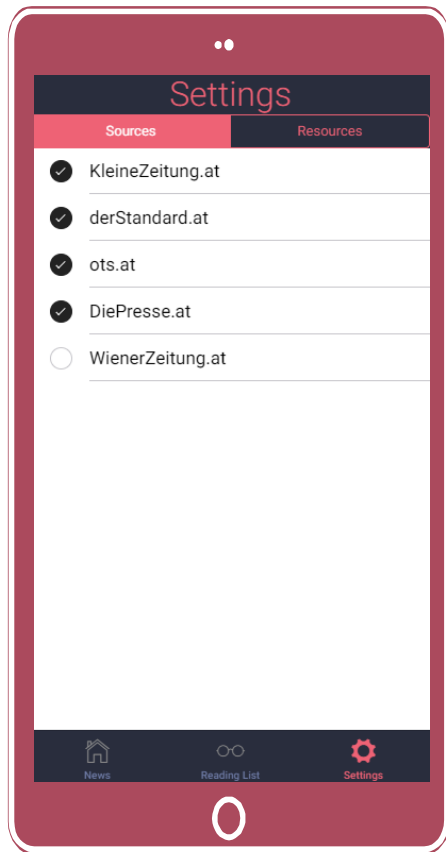 Settings
Sources Resources
KleineZeitung.at
derStandard.at
ots.at
DiePresse.at
WienerZeitung.at
News Reading List Settings